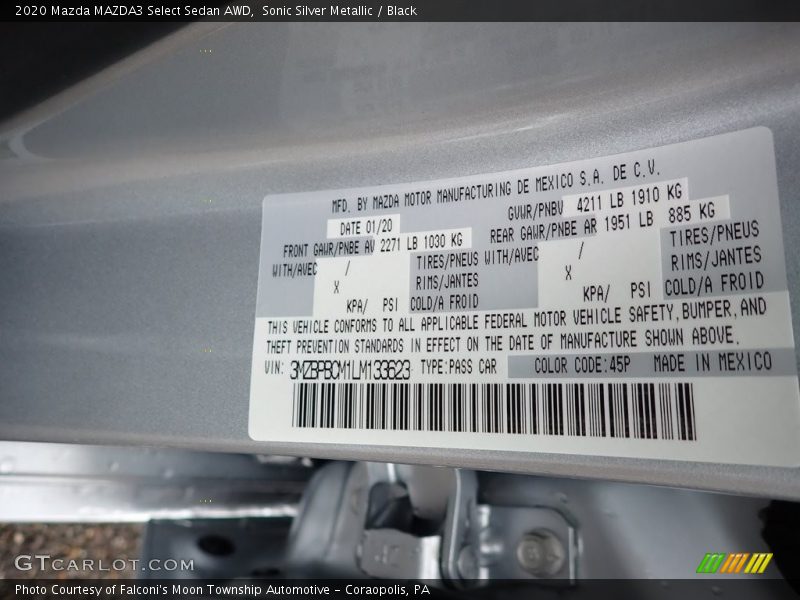 2020 Mazda MAZDA3 Select Sedan AWD,  Sonic Silver Metallic / Black
MFD. BY MAZDA MOTOR MANUFACTURING DE MEXICO S.A. DE C.V.
DATE 01/20 GVWR/PNBV 4211 LB 1910 KG
FRONT GAWR/PNBE AV 2271 LB 1030 KG REAR GAWR/PNBE AR 1951 LB 885 KG
WITH/AVEC / TIRES/PNEUS WITH/AVEC / TIRES/PNEUS
X RIMS/JANTES X RIMS/JANTES
KPA/ PSI COLD/A FROID KPA/ PSI COLD/A FROID
THIS VEHICLE CONFORMS TO ALL APPLICABLE FEDERAL MOTOR VEHICLE SAFETY, BUMPER, AND
THEFT PREVENTION STANDARDS IN EFFECT ON THE DATE OF MANUFACTURE SHOWN ABOVE.
VIN: 3MZBPBCM1LM133623 TYPE:PASS CAR COLOR CODE:45P MADE IN MEXICO
GTCARLOT.COM
Photo Courtesy of Falconi's Moon Township Automotive - Coraopolis, PA